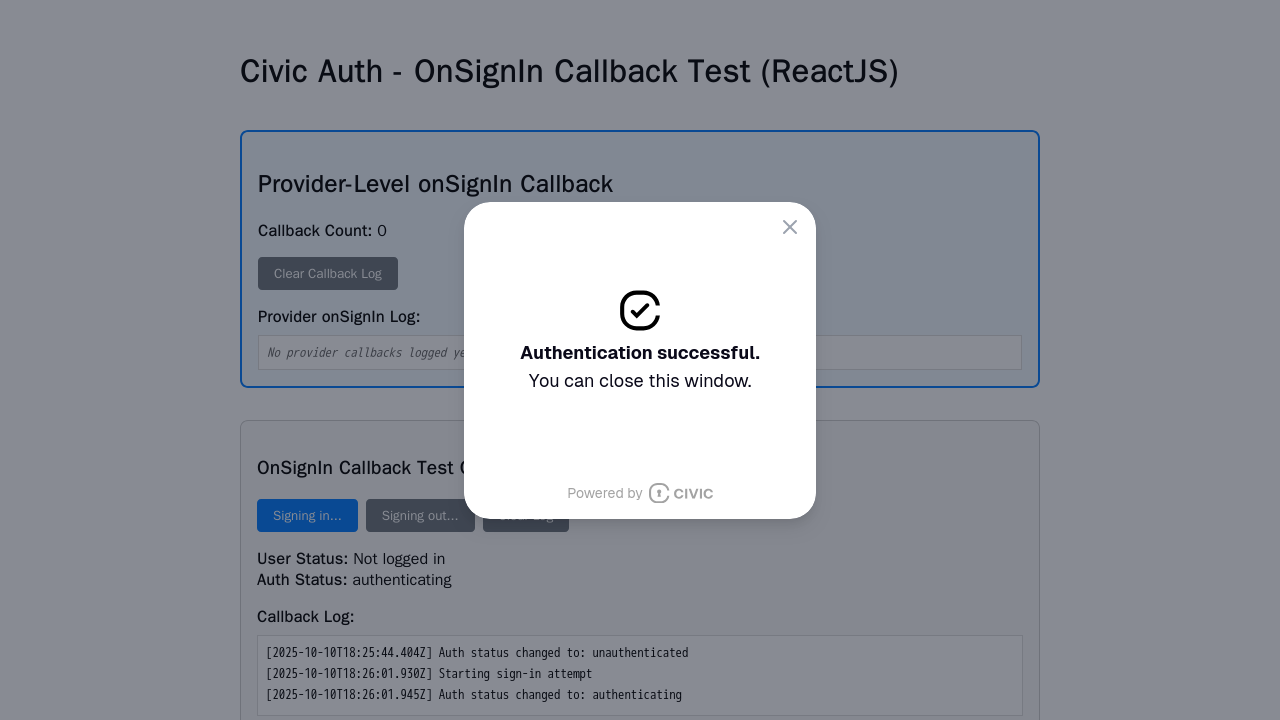 Civic Auth - OnSignIn Callback Test (ReactJS)
Provider-Level onSignIn Callback
Callback Count: 0
Clear Callback Log
Provider onSignIn Log:
No provider callbacks logged
Authentication successful.
You can close this window.
Powered by CIVIC
OnSignIn Callback Test
Signing in...
Signing out...
User Status: Not logged in
Auth Status: authenticating
Callback Log:
[2025-10-10T18:25:44.404Z] Auth status changed to: unauthenticated
[2025-10-10T18:26:01.930Z] Starting sign-in attempt
[2025-10-10T18:26:01.945Z] Auth status changed to: authenticating